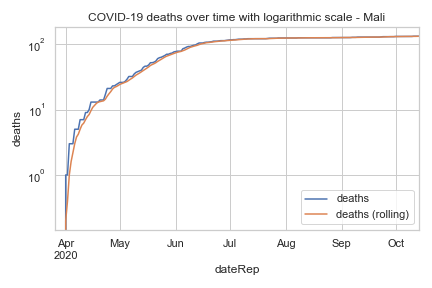 COVID-19 deaths over time with logarithmic scale - Mali
deaths
10²
10¹
10⁰
Apr May Jun Jul Aug Sep Oct
2020
dateRep
deaths
deaths (rolling)